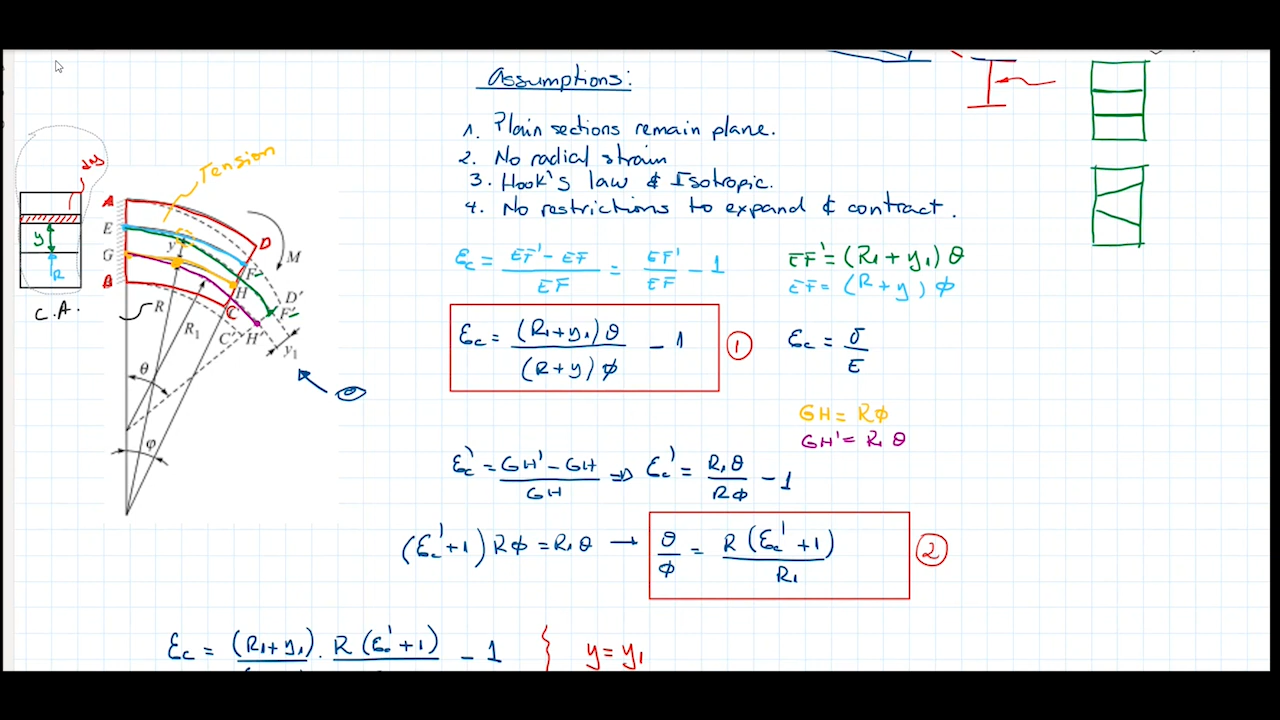 Assumptions:
1. Plain sections remain plane.
2. No radial strain
3. Hook's law & Isotropic.
4. No restrictions to expand & contract.
dy
y
R
C.A.
Tension
A
E
G
B
D
F
H
C
M
D'
F'
C'
H'
y
R
R₁
y₁
θ
φ
θ
εc = (EF' - EF) / EF = EF' / EF - 1
EF' = (R₁ + y₁) θ
EF = (R + y) ϕ
εc = (R₁ + y₁) θ / (R + y) ϕ - 1 ①
εc = σ / E
GH = Rϕ
GH' = R₁ θ
εc' = (GH' - GH) / GH ⇒ εc' = R₁θ / Rϕ - 1
(εc' + 1) Rϕ = R₁θ → θ / ϕ = R (εc' + 1) / R₁ ②
εc = (R₁ + y₁) . R (εc' + 1) - 1 } y = y₁